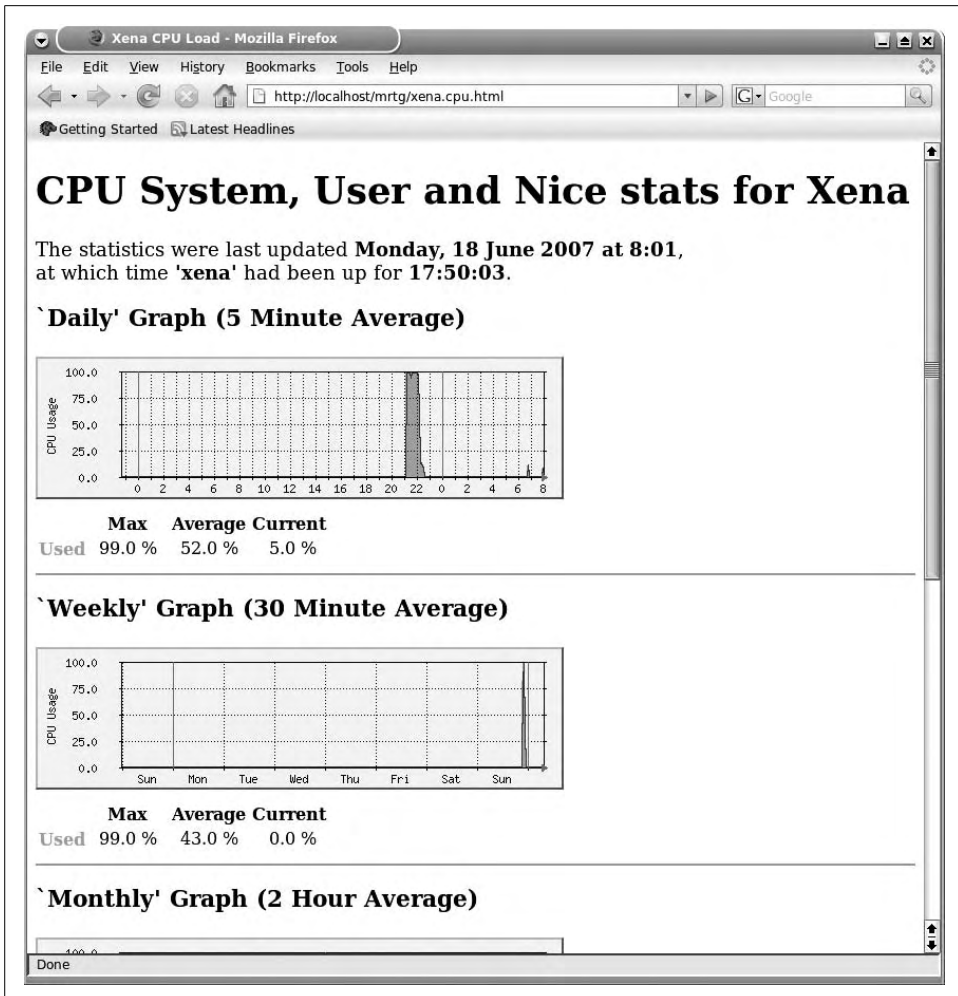 Xena CPU Load - Mozilla Firefox
File Edit View History Bookmarks Tools Help
http://localhost/mrtg/xena.cpu.html
G Google
Getting Started Latest Headlines
CPU System, User and Nice stats for Xena
The statistics were last updated Monday, 18 June 2007 at 8:01,
at which time 'xena' had been up for 17:50:03.
`Daily' Graph (5 Minute Average)
CPU Usage
100.0
75.0
50.0
25.0
0.0
0 2 4 6 8 10 12 14 16 18 20 22 0 2 4 6 8
Max Average Current
Used 99.0 % 52.0 % 5.0 %
`Weekly' Graph (30 Minute Average)
CPU Usage
100.0
75.0
50.0
25.0
0.0
Sun Mon Tue Wed Thu Fri Sat Sun
Max Average Current
Used 99.0 % 43.0 % 0.0 %
`Monthly' Graph (2 Hour Average)
100.0
Done